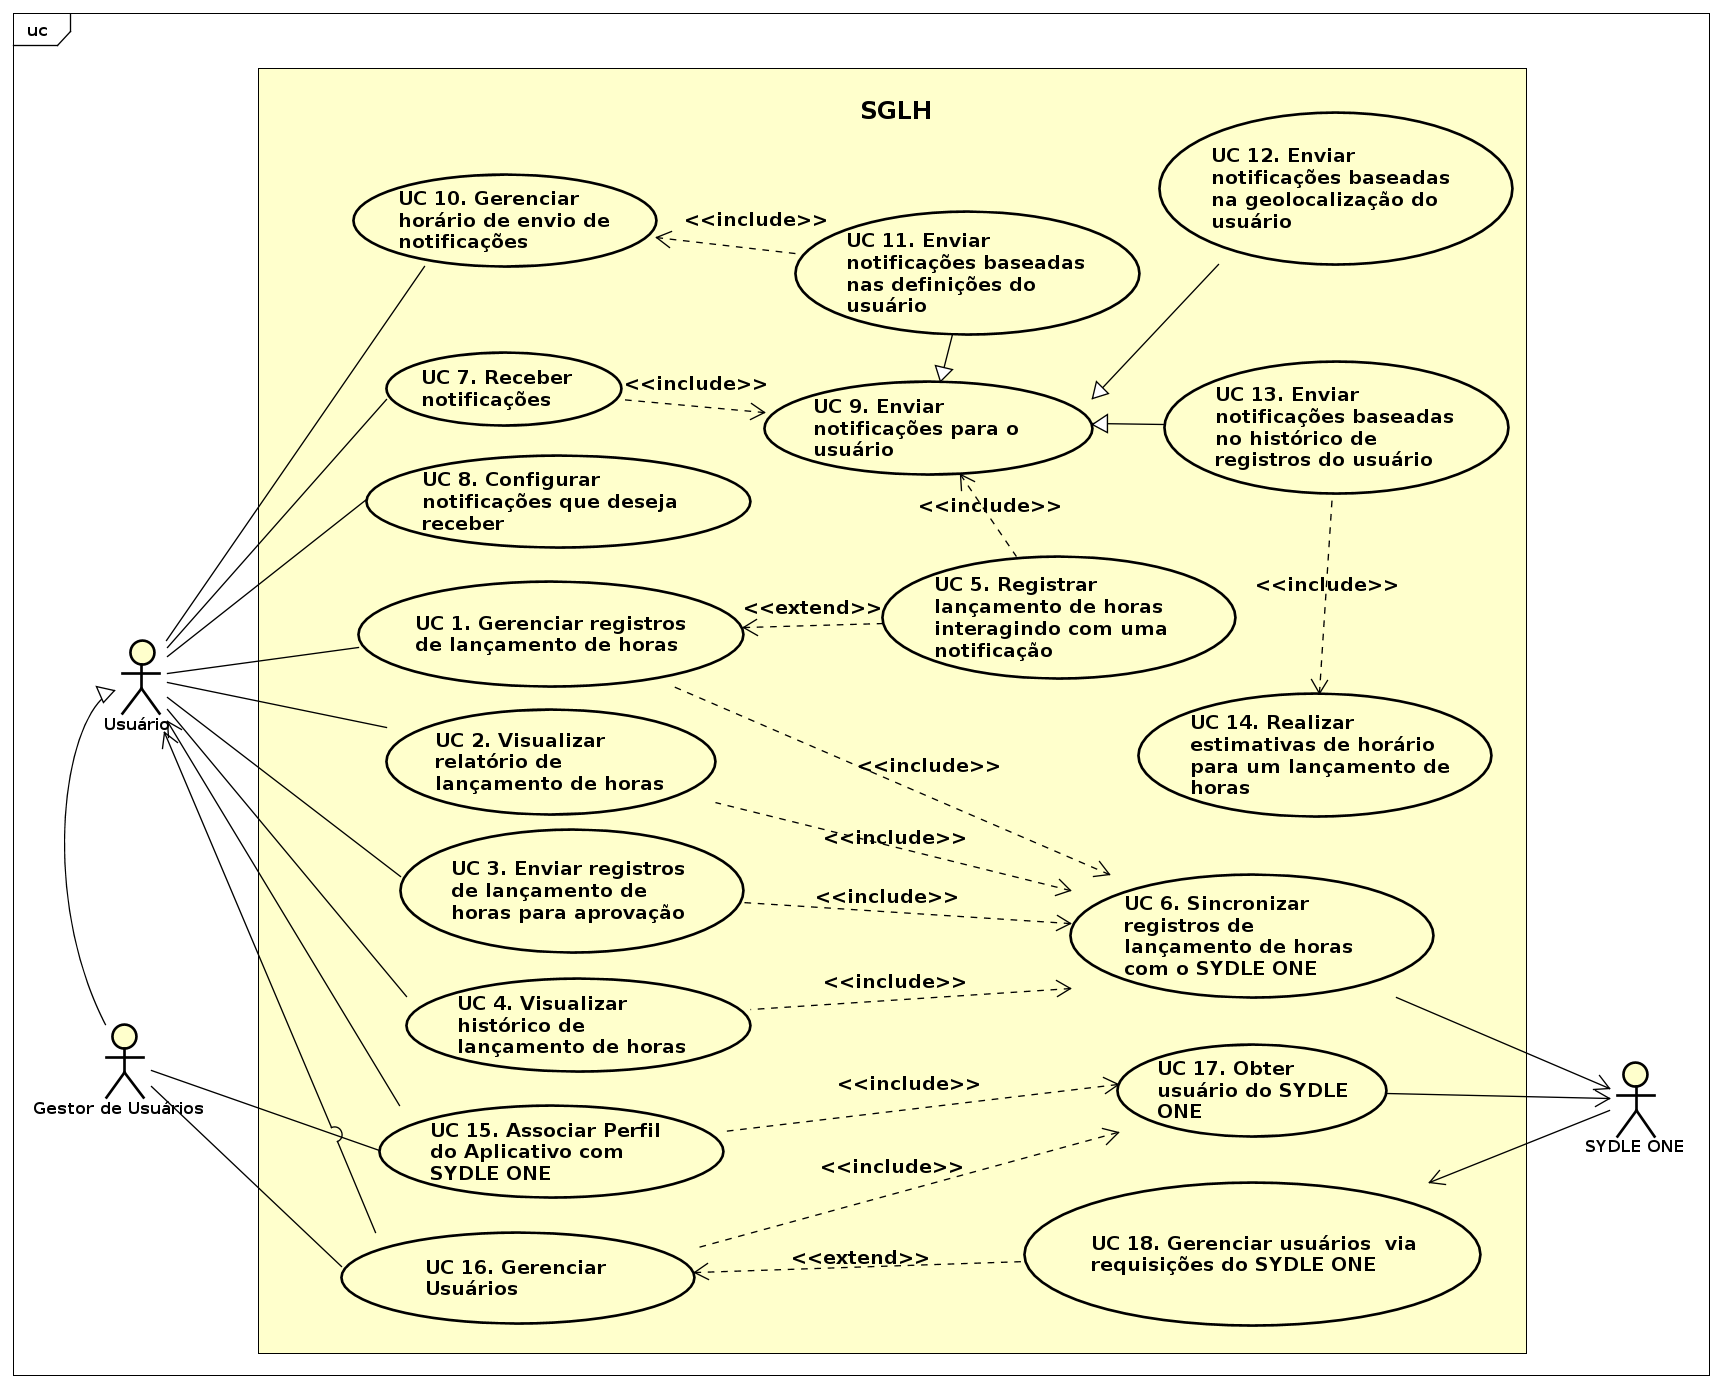 uc
SGLH
UC 12. Enviar
notificações baseadas
na geolocalização do
usuário
UC 10. Gerenciar
horário de envio de
notificações
<<include>>
UC 11. Enviar
notificações baseadas
nas definições do
usuário
UC 7. Receber
notificações
<<include>>
UC 9. Enviar
notificações para o
usuário
UC 13. Enviar
notificações baseadas
no histórico de
registros do usuário
UC 8. Configurar
notificações que deseja
receber
<<include>>
<<include>>
UC 1. Gerenciar registros
de lançamento de horas
<<extend>>
UC 5. Registrar
lançamento de horas
interagindo com uma
notificação
Usuário
UC 2. Visualizar
relatório de
lançamento de horas
<<include>>
UC 14. Realizar
estimativas de horário
para um lançamento de
horas
<<include>>
UC 3. Enviar registros
de lançamento de
horas para aprovação
<<include>>
UC 6. Sincronizar
registros de
lançamento de horas
com o SYDLE ONE
UC 4. Visualizar
histórico de
lançamento de horas
<<include>>
Gestor de Usuários
<<include>>
UC 17. Obter
usuário do SYDLE
ONE
SYDLE ONE
UC 15. Associar Perfil
do Aplicativo com
SYDLE ONE
<<include>>
UC 16. Gerenciar
Usuários
<<extend>>
UC 18. Gerenciar usuários  via
requisições do SYDLE ONE